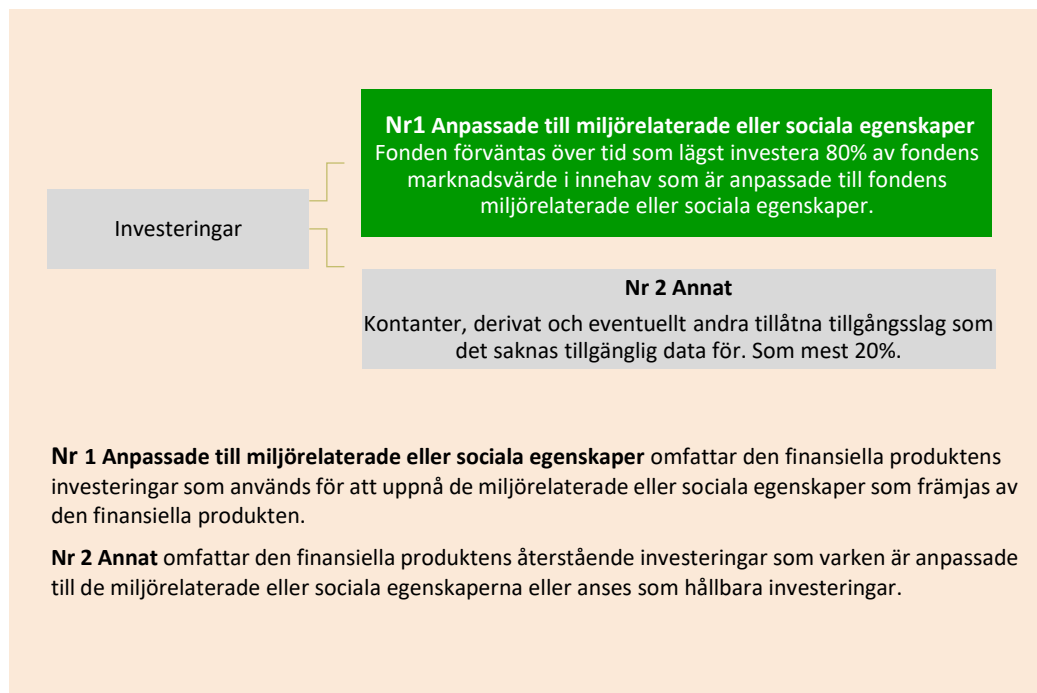 Nr1 Anpassade till miljörelaterade eller sociala egenskaper
Fonden förväntas över tid som lägst investera 80% av fondens
marknadsvärde i innehav som är anpassade till fondens
miljörelaterade eller sociala egenskaper.
Investeringar
Nr 2 Annat
Kontanter, derivat och eventuellt andra tillåtna tillgångsslag som
det saknas tillgänglig data för. Som mest 20%.
Nr 1 Anpassade till miljörelaterade eller sociala egenskaper omfattar den finansiella produktens
investeringar som används för att uppnå de miljörelaterade eller sociala egenskaper som främjas av
den finansiella produkten.
Nr 2 Annat omfattar den finansiella produktens återstående investeringar som varken är anpassade
till de miljörelaterade eller sociala egenskaperna eller anses som hållbara investeringar.